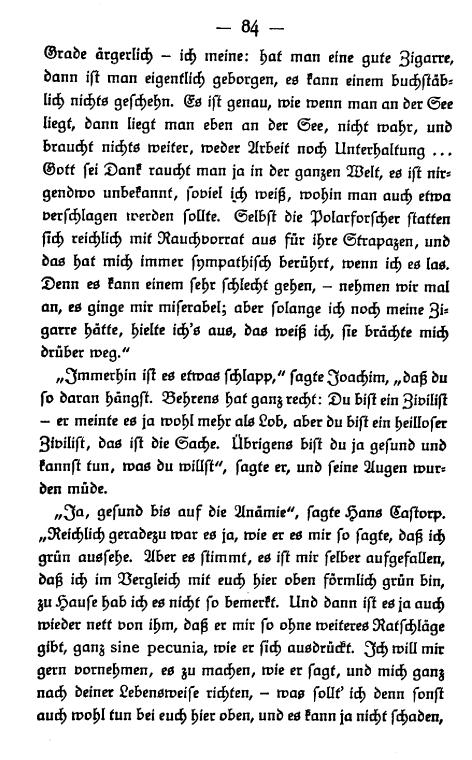 — 84 —
Grade ärgerlich – ich meine: hat man eine gute Zigarre,
dann ist man eigentlich geborgen, es kann einem buchstäb-
lich nichts geschehn. Es ist genau, wie wenn man an der See
liegt, dann liegt man eben an der See, nicht wahr, und
braucht nichts weiter, weder Arbeit noch Unterhaltung ...
Gott sei Dank raucht man ja in der ganzen Welt, es ist nir-
gendwo unbekannt, soviel ich weiß, wohin man auch etwa
verschlagen werden sollte. Selbst die Polarforscher statten
sich reichlich mit Rauchvorrat aus für ihre Strapazen, und
das hat mich immer sympathisch berührt, wenn ich es las.
Denn es kann einem sehr schlecht gehen, – nehmen wir mal
an, es ginge mir miserabel; aber solange ich noch meine Zi-
garre hätte, hielte ich's aus, das weiß ich, sie brächte mich
drüber weg."
„Immerhin ist es etwas schlapp," sagte Joachim, „daß du
so daran hängst. Behrens hat ganz recht: Du bist ein Zivilist
– er meinte es ja wohl mehr als Lob, aber du bist ein heilloser
Zivilist, das ist die Sache. Übrigens bist du ja gesund und
kannst tun, was du willst", sagte er, und seine Augen wur-
den müde.
„Ja, gesund bis auf die Anämie", sagte Hans Castorp.
„Reichlich geradezu war es ja, wie er es mir so sagte, daß ich
grün aussehe. Aber es stimmt, es ist mir selber aufgefallen,
daß ich im Vergleich mit euch hier oben förmlich grün bin,
zu Hause hab ich es nicht so bemerkt. Und dann ist es ja auch
wieder nett von ihm, daß er mir so ohne weiteres Ratschläge
gibt, ganz sine pecunia, wie er sich ausdrückt. Ich will mir
gern vornehmen, es zu machen, wie er sagt, und mich ganz
nach deiner Lebensweise richten, – was sollt' ich denn sonst
auch wohl tun bei euch hier oben, und es kann ja nicht schaden,